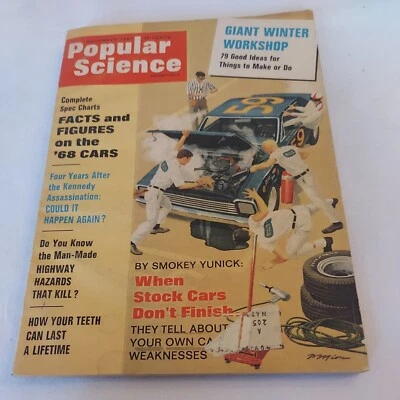 Popular
Science
GIANT WINTER
WORKSHOP
79 Good Ideas for
Things to Make or Do
Complete
Spec Charts
FACTS and
FIGURES
on the
'68 CARS
Four Years After
the Kennedy
Assassination:
COULD IT
HAPPEN AGAIN?
Do You Know
the Man-Made
HIGHWAY
HAZARDS
THAT KILL?
HOW YOUR TEETH
CAN LAST
A LIFETIME
BY SMOKEY YUNICK:
When
Stock Cars
Don't Finish
THEY TELL ABOUT
YOUR OWN CA
WEAKNESSES